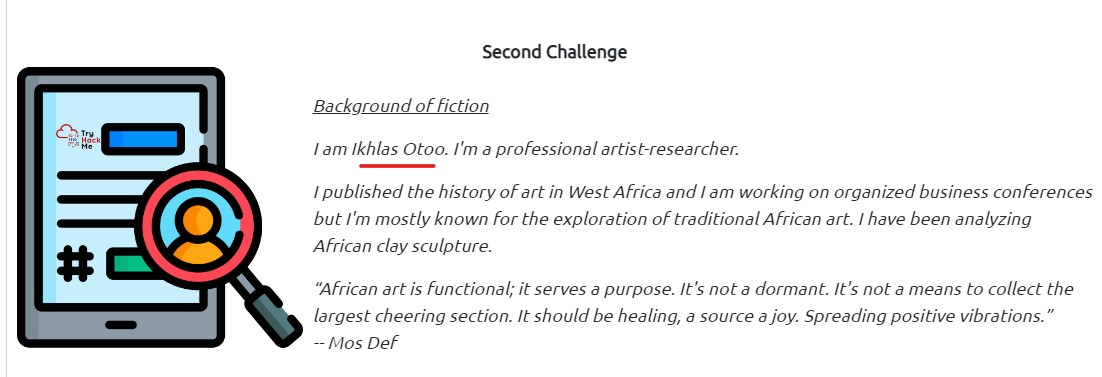 Second Challenge
Background of fiction
Try
Hack
Me
I am Ikhlas Otoo. I'm a professional artist-researcher.
I published the history of art in West Africa and I am working on organized business conferences
but I'm mostly known for the exploration of traditional African art. I have been analyzing
African clay sculpture.
#
“African art is functional; it serves a purpose. It's not a dormant. It's not a means to collect the
largest cheering section. It should be healing, a source a joy. Spreading positive vibrations.”
-- Mos Def